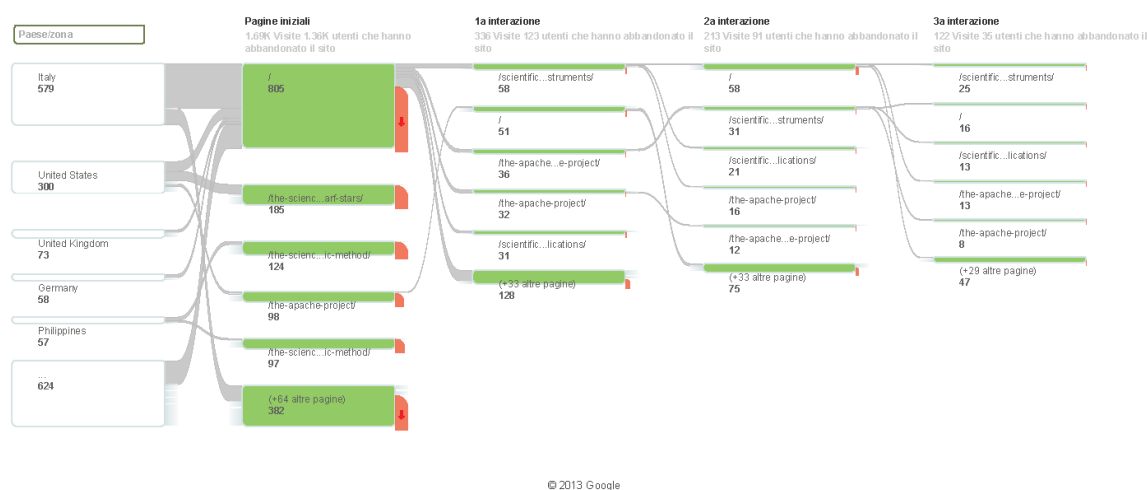 Paese/zona
Italy
579
United States
300
United Kingdom
73
Germany
58
Philippines
57
...
624
Pagine iniziali
1.69K Visite 1.36K utenti che hanno
abbandonato il sito
/
805
/the-scienc...arf-stars/
185
/the-scienc...ic-method/
124
/the-apache-project/
98
/the-scienc...ic-method/
97
(+64 altre pagine)
382
1a interazione
336 Visite 123 utenti che hanno abbandonato il
sito
/scientific...struments/
58
/
51
/the-apache...e-project/
36
/the-apache-project/
32
/scientific...lications/
31
(+33 altre pagine)
128
2a interazione
213 Visite 91 utenti che hanno abbandonato il
sito
/
58
/scientific...struments/
31
/scientific...lications/
21
/the-apache-project/
16
/the-apache...e-project/
12
(+33 altre pagine)
75
3a interazione
122 Visite 35 utenti che hanno abbandonato il
sito
/scientific...struments/
25
/
16
/scientific...lications/
13
/the-apache...e-project/
13
/the-apache-project/
8
(+29 altre pagine)
47
© 2013 Google